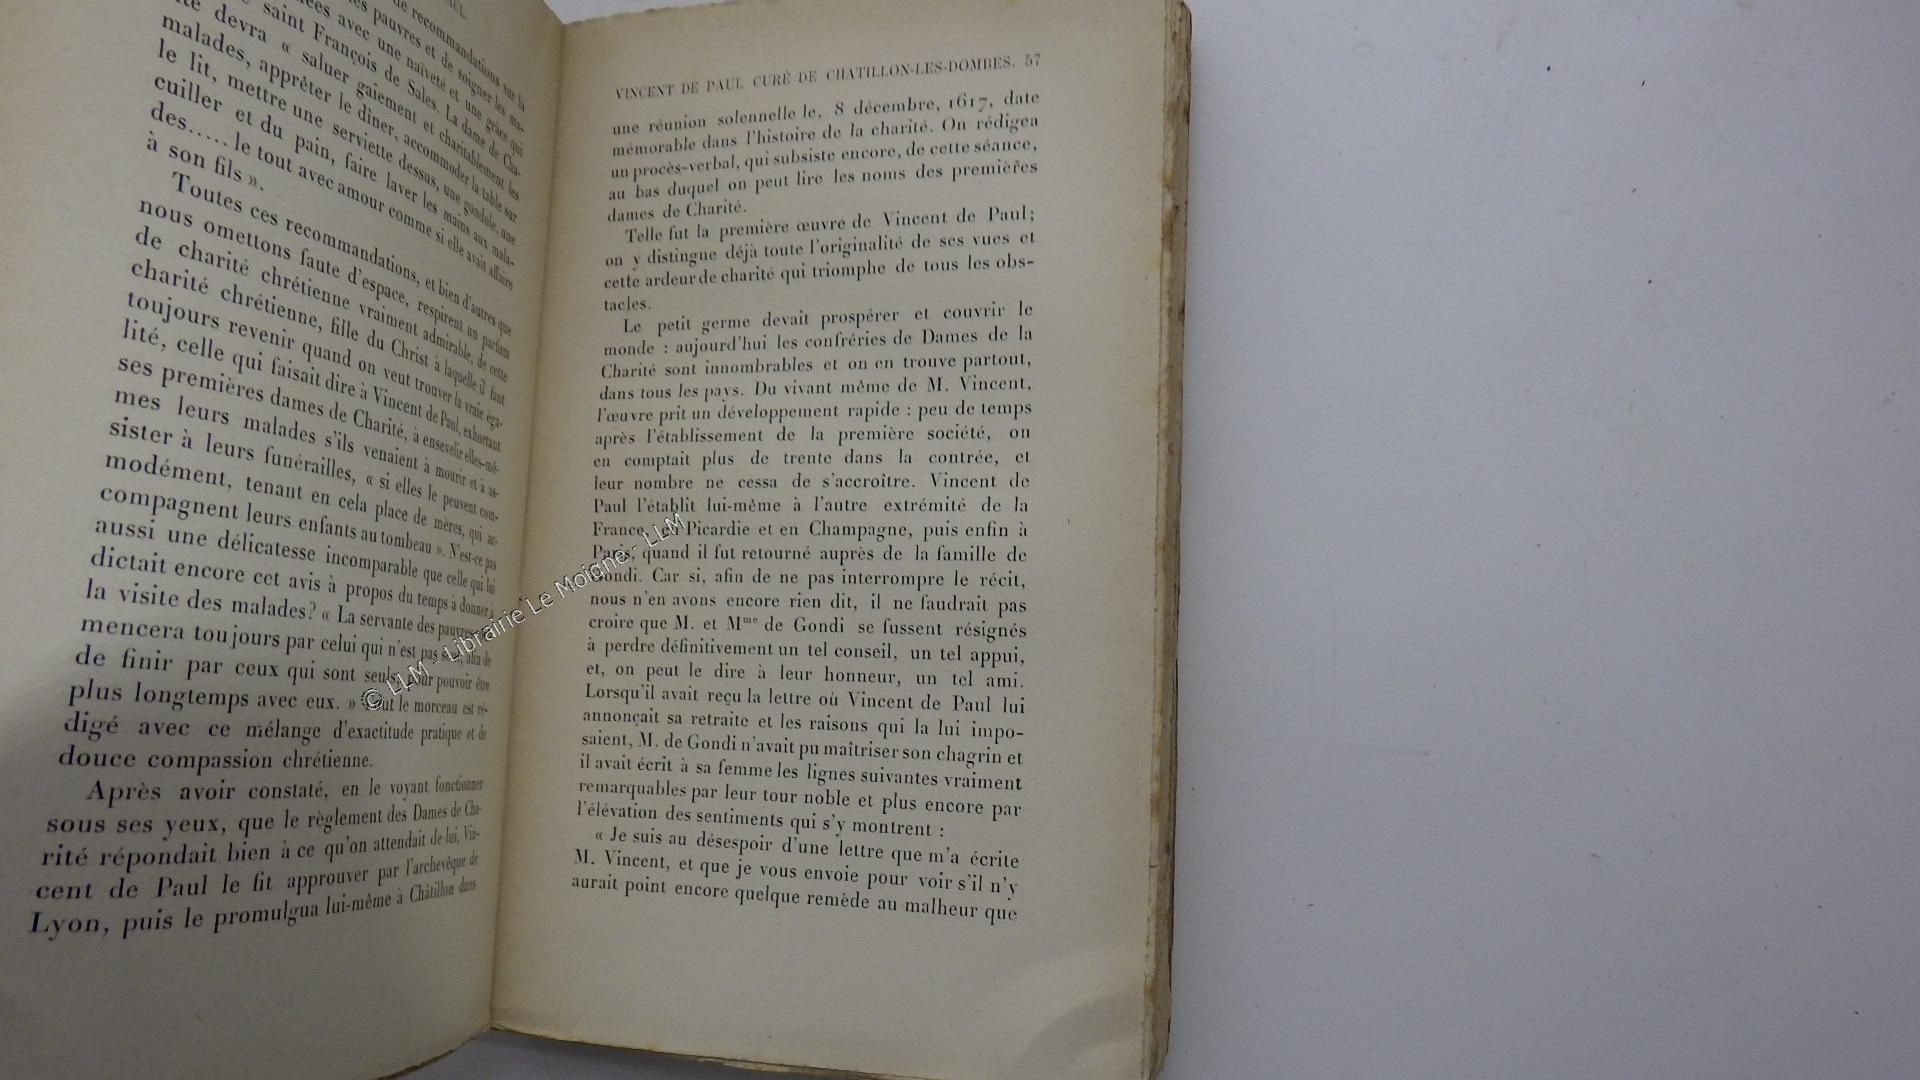 de recommandations sur la
les pauvres et de soigner les ma-
avec une naïveté et une grâce qui
saint François de Sales. La dame de Cha-
devra « saluer gaiement et charitablement les
malades, apprêter le dîner, accommoder la table sur
le lit, mettre une serviette dessus, une gondole, une
cuiller et du pain, faire laver les mains aux mala-
des..... le tout avec amour comme si elle avait affaire
à son fils ».
Toutes ces recommandations, et bien d'autres que
nous omettons faute d'espace, respirent un parfum
de charité chrétienne vraiment admirable, de cette
charité chrétienne, fille du Christ à laquelle il faut
toujours revenir quand on veut trouver la vraie éga-
lité, celle qui faisait dire à Vincent de Paul, exhortant
ses premières dames de Charité, à ensevelir elles-mê-
mes leurs malades s'ils venaient à mourir et à as-
sister à leurs funérailles, « si elles le peuvent com-
modément, tenant en cela place de mères, qui ac-
compagnent leurs enfants au tombeau ». N'est-ce pas
aussi une délicatesse incomparable que celle qui lui
dictait encore cet avis à propos du temps à donner à
la visite des malades? « La servante des pauvres
mencera toujours par celui qui n'est pas seul, afin de
de finir par ceux qui sont seuls, pour pouvoir être
plus longtemps avec eux. » Tout le morceau est ré-
digé avec ce mélange d'exactitude pratique et de
douce compassion chrétienne.
Après avoir constaté, en le voyant fonctionner
sous ses yeux, que le règlement des Dames de Cha-
rité répondait bien à ce qu'on attendait de lui, Vin-
cent de Paul le fit approuver par l'archevêque de
Lyon, puis le promulgua lui-même à Châtillon dans
VINCENT DE PAUL CURÉ DE CHATILLON-LES-DOMBES. 57
une réunion solennelle le, 8 décembre, 1617, date
mémorable dans l'histoire de la charité. On rédigea
un procès-verbal, qui subsiste encore, de cette séance,
au bas duquel on peut lire les noms des premières
dames de Charité.
Telle fut la première œuvre de Vincent de Paul;
on y distingue déjà toute l'originalité de ses vues et
cette ardeur de charité qui triomphe de tous les obs-
tacles.
Le petit germe devait prospérer et couvrir le
monde : aujourd'hui les confréries de Dames de la
Charité sont innombrables et on en trouve partout,
dans tous les pays. Du vivant même de M. Vincent,
l'œuvre prit un développement rapide : peu de temps
après l'établissement de la première société, on
en comptait plus de trente dans la contrée, et
leur nombre ne cessa de s'accroître. Vincent de
Paul l'établit lui-même à l'autre extrémité de la
France, en Picardie et en Champagne, puis enfin à
Paris, quand il fut retourné auprès de la famille de
Gondi. Car si, afin de ne pas interrompre le récit,
nous n'en avons encore rien dit, il ne faudrait pas
croire que M. et Mme de Gondi se fussent résignés
à perdre définitivement un tel conseil, un tel appui,
et, on peut le dire à leur honneur, un tel ami.
Lorsqu'il avait reçu la lettre où Vincent de Paul lui
annonçait sa retraite et les raisons qui la lui impo-
saient, M. de Gondi n'avait pu maîtriser son chagrin et
il avait écrit à sa femme les lignes suivantes vraiment
remarquables par leur tour noble et plus encore par
l'élévation des sentiments qui s'y montrent :
« Je suis au désespoir d'une lettre que m'a écrite
M. Vincent, et que je vous envoie pour voir s'il n'y
aurait point encore quelque remède au malheur que
© LLM - Librairie Le Moigne - LLM